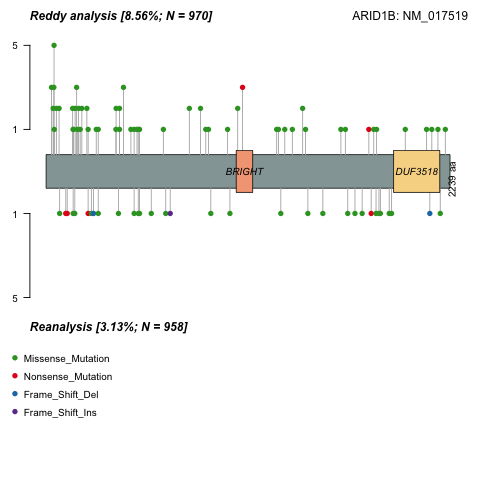 Reddy analysis [8.56%; N = 970]
ARID1B: NM_017519
5
1
BRIGHT
DUF3518
2239 aa
1
5
Reanalysis [3.13%; N = 958]
Missense_Mutation
Nonsense_Mutation
Frame_Shift_Del
Frame_Shift_Ins